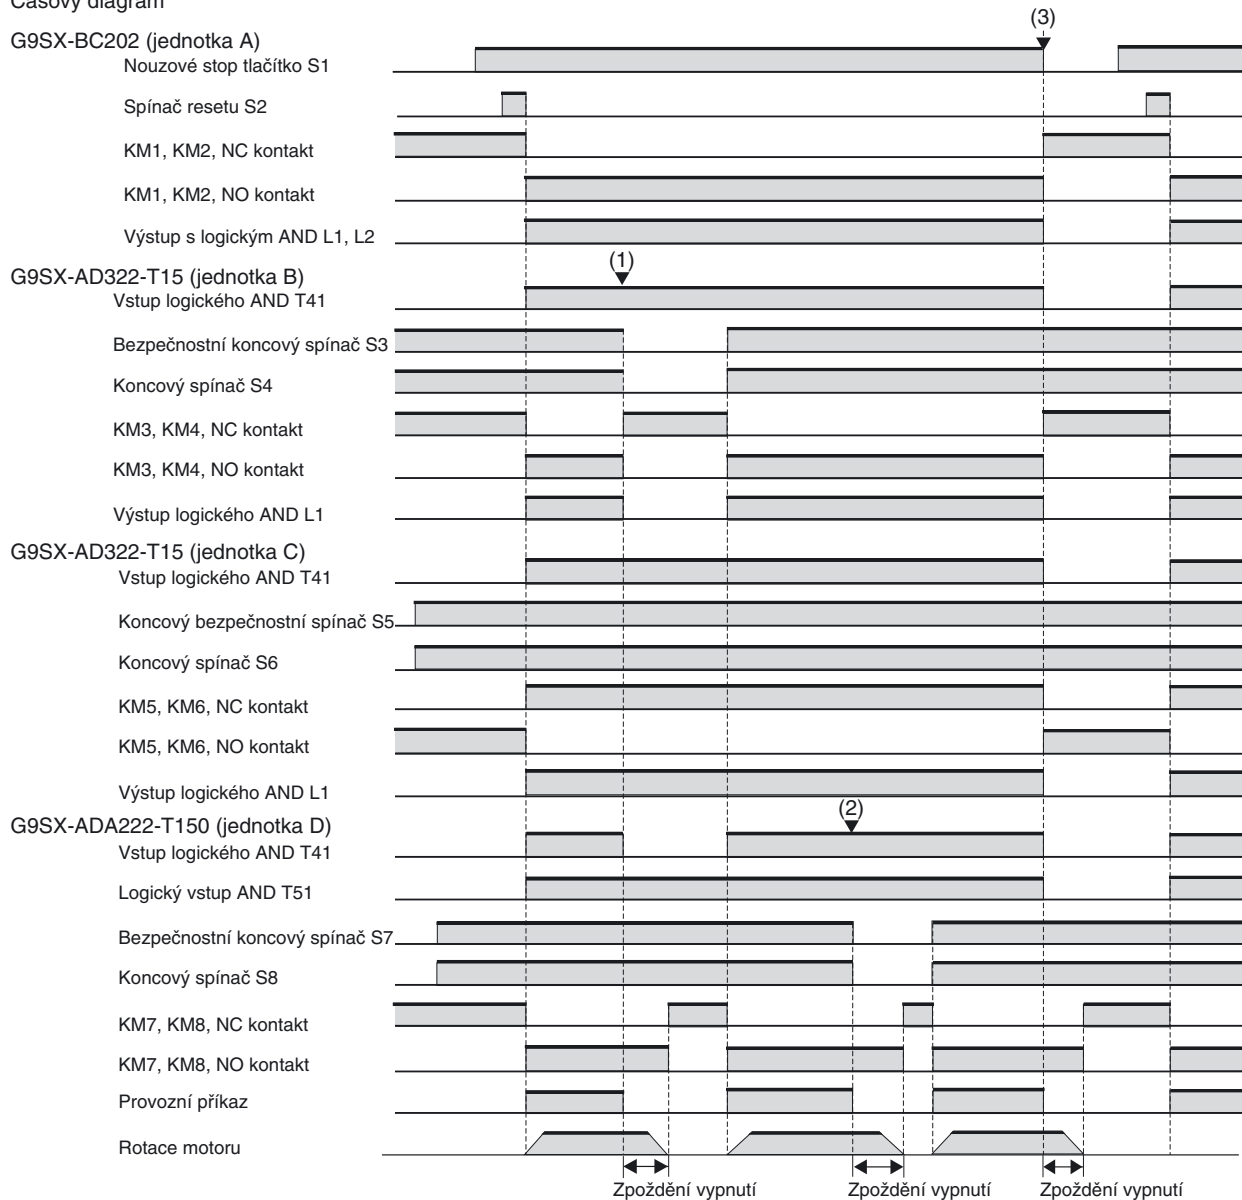 Časový diagram
(3)
G9SX-BC202 (jednotka A)
Nouzové stop tlačítko S1
Spínač resetu S2
KM1, KM2, NC kontakt
KM1, KM2, NO kontakt
Výstup s logickým AND L1, L2
(1)
G9SX-AD322-T15 (jednotka B)
Vstup logického AND T41
Bezpečnostní koncový spínač S3
Koncový spínač S4
KM3, KM4, NC kontakt
KM3, KM4, NO kontakt
Výstup logického AND L1
G9SX-AD322-T15 (jednotka C)
Vstup logického AND T41
Koncový bezpečnostní spínač S5
Koncový spínač S6
KM5, KM6, NC kontakt
KM5, KM6, NO kontakt
Výstup logického AND L1
(2)
G9SX-ADA222-T150 (jednotka D)
Vstup logického AND T41
Logický vstup AND T51
Bezpečnostní koncový spínač S7
Koncový spínač S8
KM7, KM8, NC kontakt
KM7, KM8, NO kontakt
Provozní příkaz
Rotace motoru
Zpoždění vypnutí
Zpoždění vypnutí
Zpoždění vypnutí